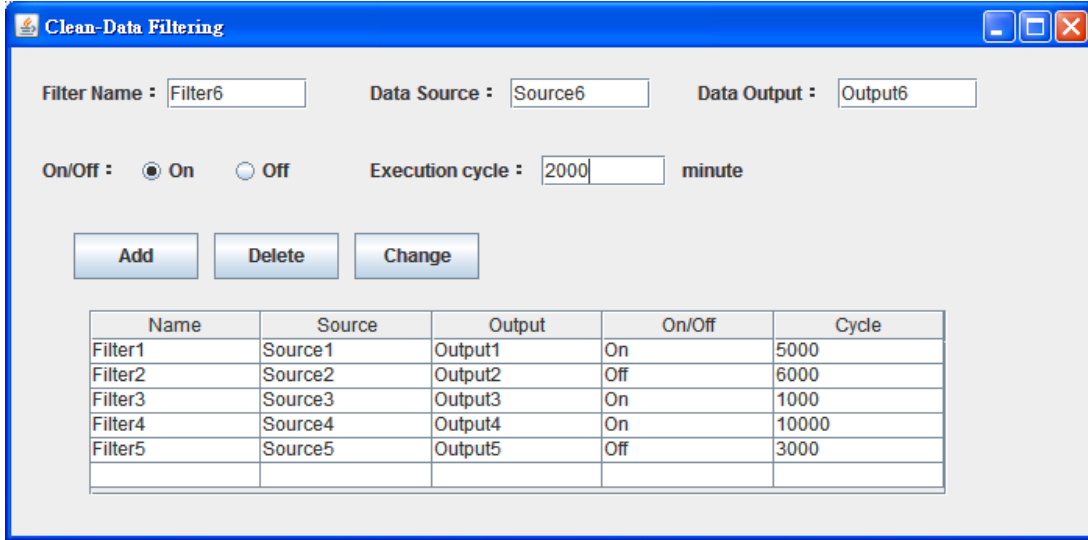 Clean-Data Filtering
Filter Name： Filter6 Data Source： Source6 Data Output： Output6
On/Off： On Off Execution cycle： 2000 minute
Add Delete Change
Name Source Output On/Off Cycle
Filter1 Source1 Output1 On 5000
Filter2 Source2 Output2 Off 6000
Filter3 Source3 Output3 On 1000
Filter4 Source4 Output4 On 10000
Filter5 Source5 Output5 Off 3000